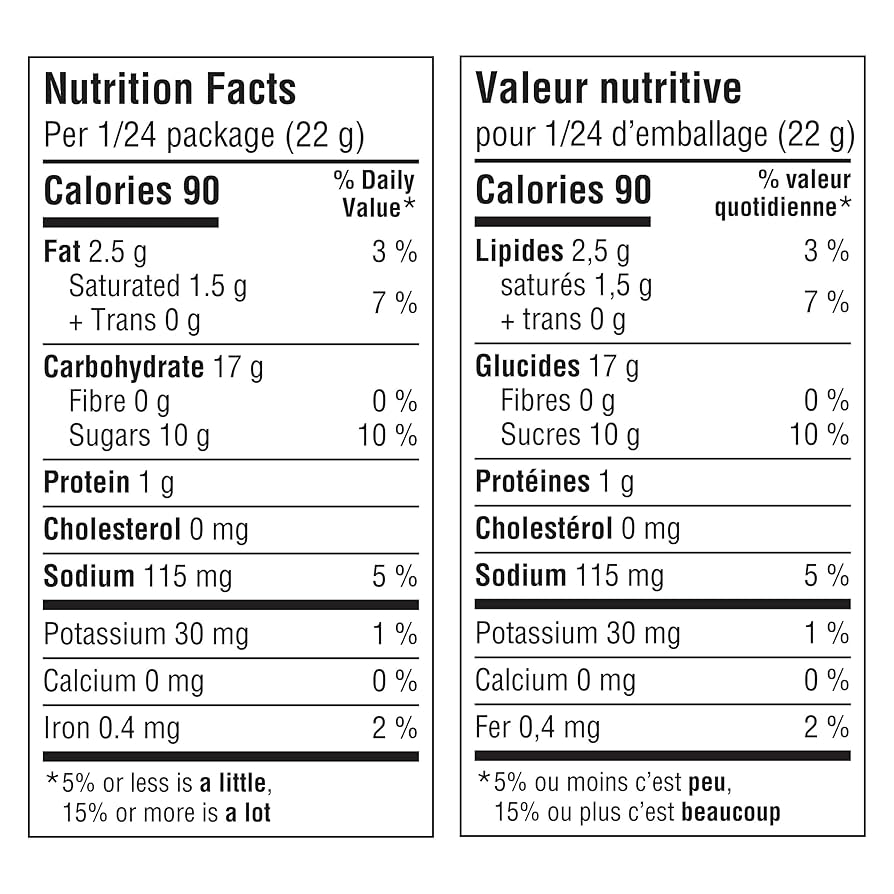 Nutrition Facts
Per 1/24 package (22 g)
Calories 90
% Daily
Value*
Fat 2.5 g 3 %
Saturated 1.5 g
+ Trans 0 g
7 %
Carbohydrate 17 g
Fibre 0 g 0 %
Sugars 10 g 10 %
Protein 1 g
Cholesterol 0 mg
Sodium 115 mg 5 %
Potassium 30 mg 1 %
Calcium 0 mg 0 %
Iron 0.4 mg 2 %
*5% or less is a little,
15% or more is a lot
Valeur nutritive
pour 1/24 d’emballage (22 g)
Calories 90
% valeur
quotidienne*
Lipides 2,5 g 3 %
saturés 1,5 g
+ trans 0 g
7 %
Glucides 17 g
Fibres 0 g 0 %
Sucres 10 g 10 %
Protéines 1 g
Cholestérol 0 mg
Sodium 115 mg 5 %
Potassium 30 mg 1 %
Calcium 0 mg 0 %
Fer 0,4 mg 2 %
*5% ou moins c’est peu,
15% ou plus c’est beaucoup